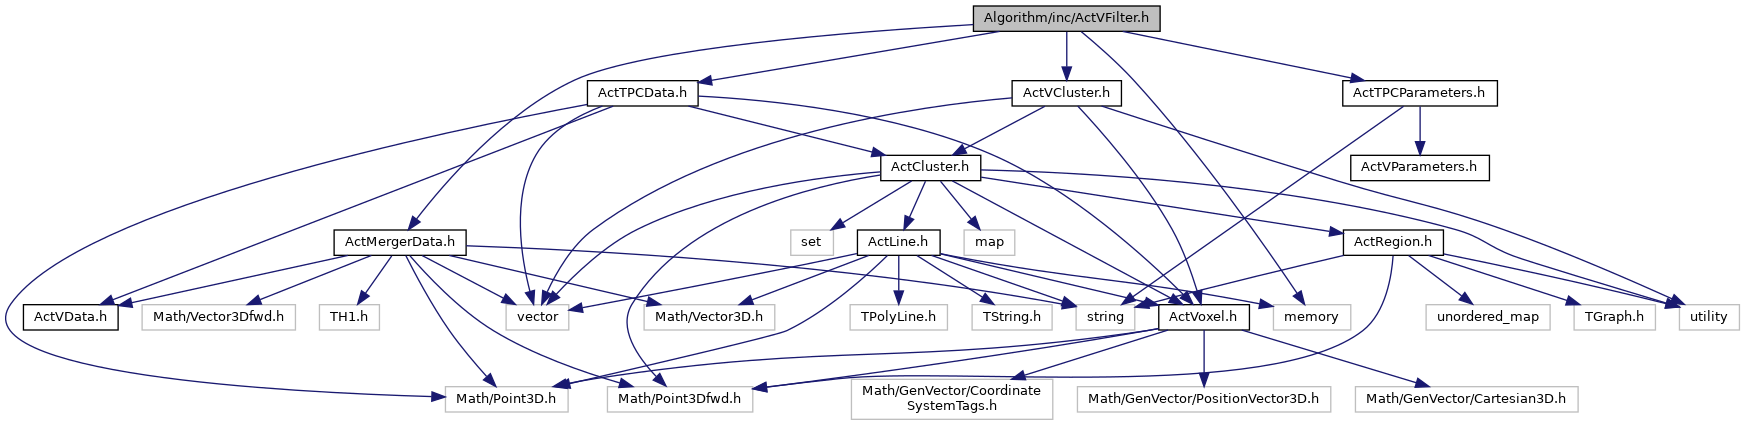 Algorithm/inc/ActVFilter.h
ActTPCData.h
ActVCluster.h
ActTPCParameters.h
ActCluster.h
ActVParameters.h
ActMergerData.h
set
ActLine.h
map
ActRegion.h
ActVData.h
Math/Vector3Dfwd.h
TH1.h
vector
Math/Vector3D.h
TPolyLine.h
TString.h
string
ActVoxel.h
memory
unordered_map
TGraph.h
utility
Math/Point3D.h
Math/Point3Dfwd.h
Math/GenVector/Coordinate
SystemTags.h
Math/GenVector/PositionVector3D.h
Math/GenVector/Cartesian3D.h